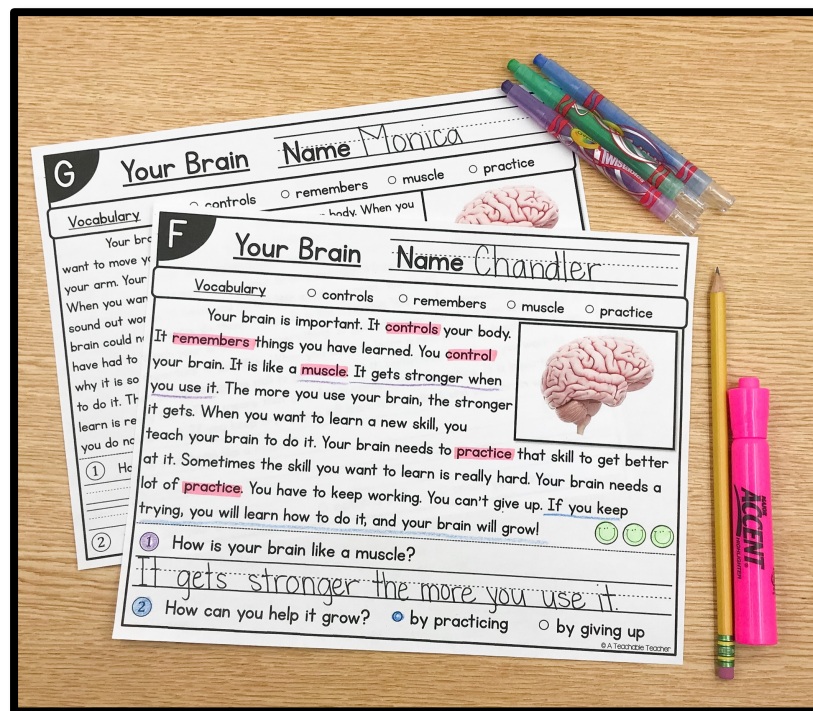 G Your Brain Name Monica
Vocabulary controls remembers muscle practice
Your body. When you
want to move
your arm. Your
When you
sound out
brain could
have had to
why it is so
to do it.
learn is
you do
1
2
F Your Brain Name Chandler
Vocabulary controls remembers muscle practice
Your brain is important. It controls your body.
It remembers things you have learned. You control
your brain. It is like a muscle. It gets stronger when
you use it. The more you use your brain, the stronger
it gets. When you want to learn a new skill, you
teach your brain to do it. Your brain needs to practice that skill to get better
at it. Sometimes the skill you want to learn is really hard. Your brain needs a
lot of practice. You have to keep working. You can't give up. If you keep
trying, you will learn how to do it, and your brain will grow!
1 How is your brain like a muscle?
It gets stronger the more you use it.
2 How can you help it grow? by practicing by giving up
© A Teachable Teacher
ACCENT
HIGHLIGHTER